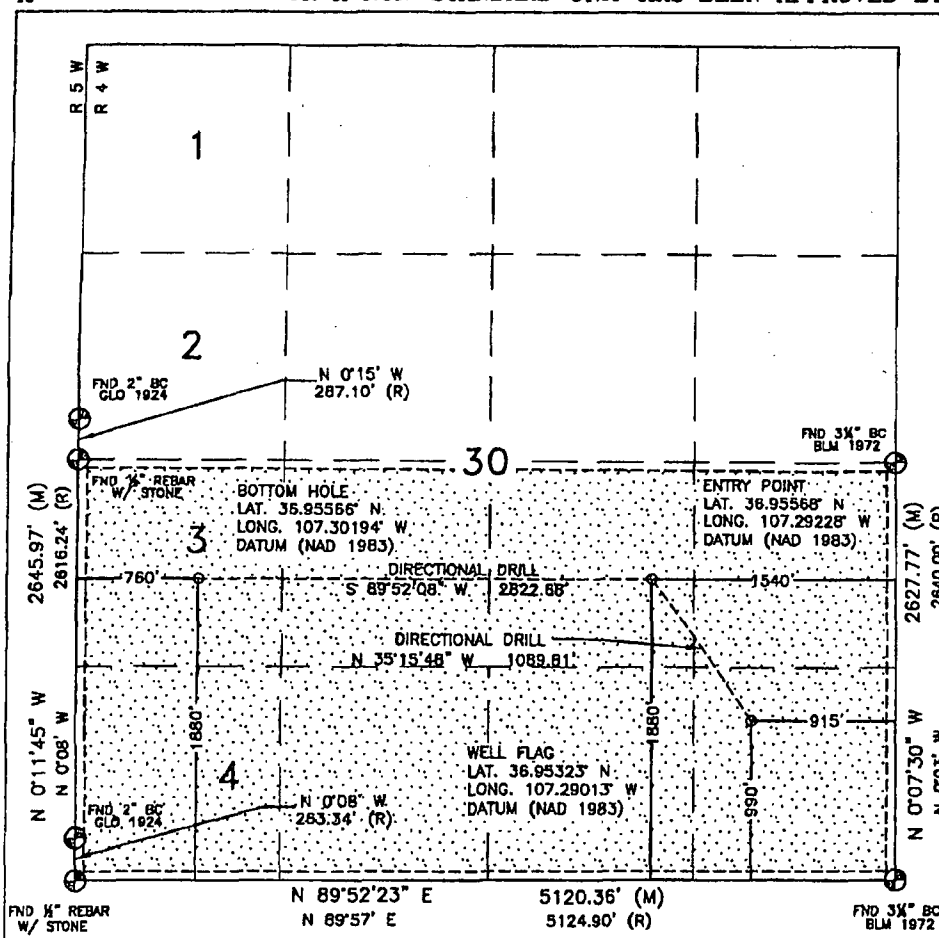 R 5 W
R 4 W
1
2
FND 2" BC
GLO 1924
N 0°15' W
287.10' (R)
FND 3¼" BC
BLM 1972
30
FND ½" REBAR
W/ STONE
BOTTOM HOLE
LAT. 36.95566° N
LONG. 107.30194° W
DATUM (NAD 1983)
ENTRY POINT
LAT. 36.95568° N
LONG. 107.29228° W
DATUM (NAD 1983)
3
2645.97' (M)
2616.24' (R)
2627.77' (M)
760'
DIRECTIONAL DRILL
S 89°52'08" W 2822.88'
1540'
DIRECTIONAL DRILL
N 35°15'48" W 1089.81'
1880'
1880'
915'
990'
4
WELL FLAG
LAT. 36.95323° N
LONG. 107.29013° W
DATUM (NAD 1983)
N 0°11'45" W
N 0°08' W
N 0°07'30" W
FND 2" BC
GLO 1924
N 0°08' W
283.34' (R)
N 89°52'23" E 5120.36' (M)
N 89°57' E 5124.90' (R)
FND ½" REBAR
W/ STONE
FND 3¼" BC
BLM 1972